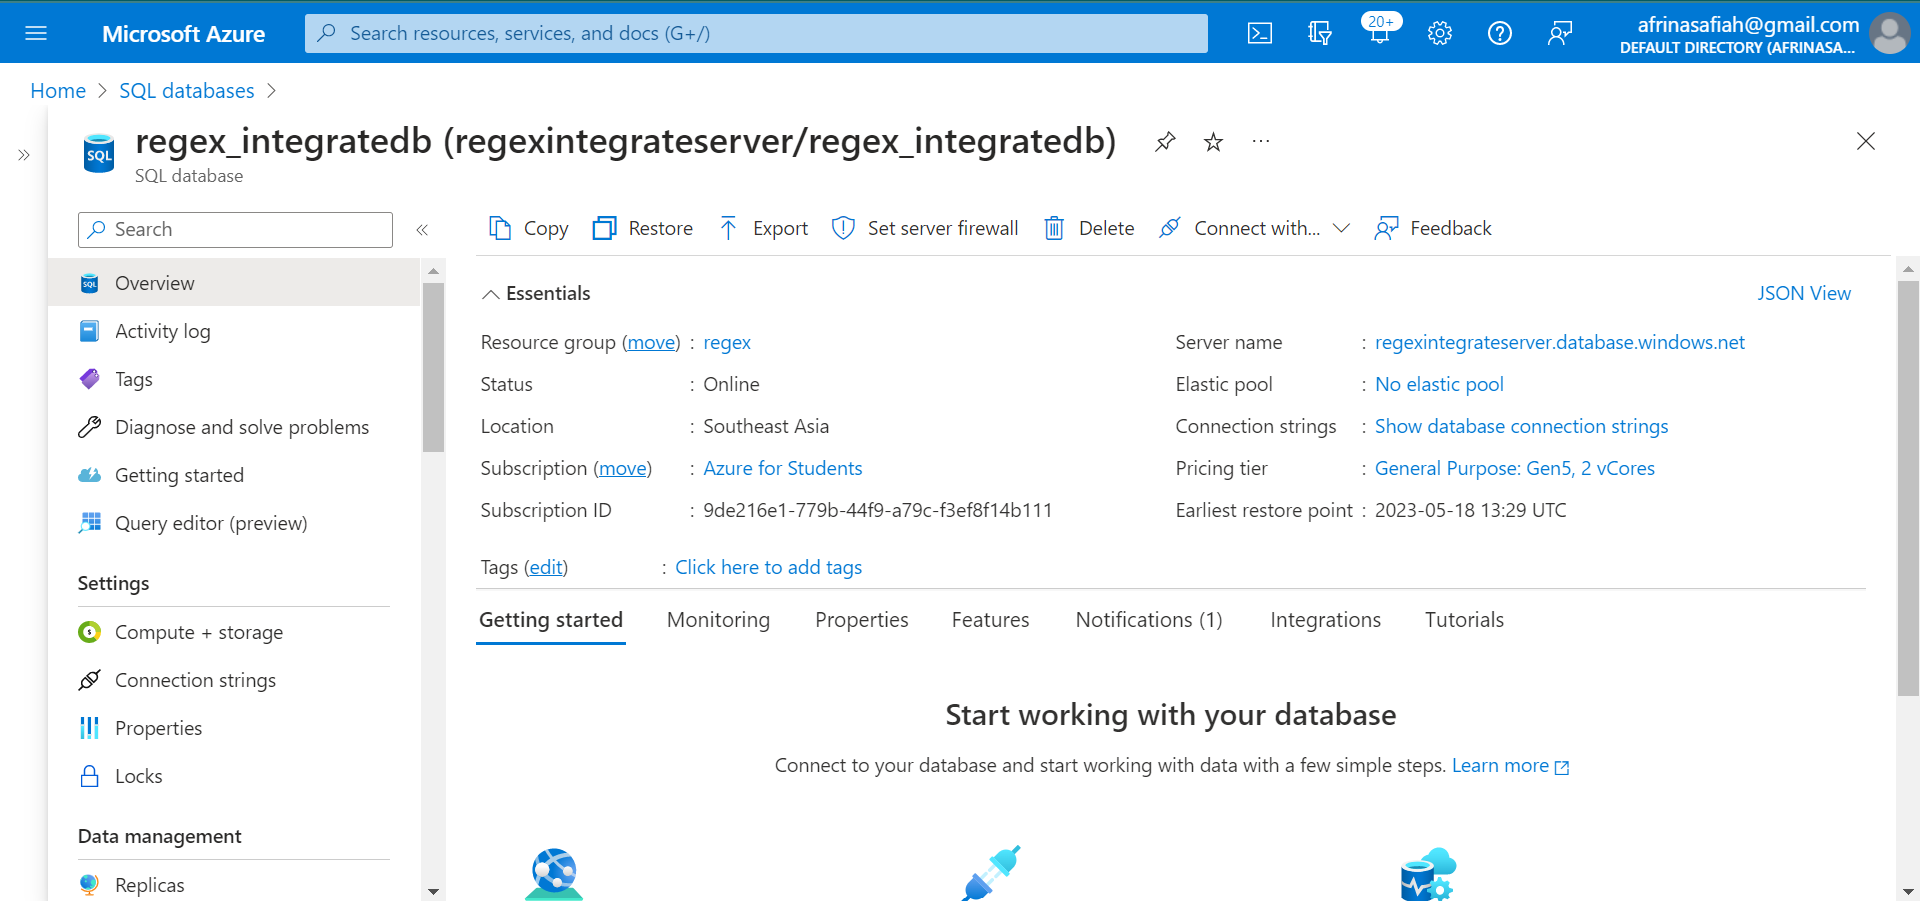 Microsoft Azure
Search resources, services, and docs (G+/)
20+
afrinasafiah@gmail.com
DEFAULT DIRECTORY (AFRINASA...
Home > SQL databases >
regex_integratedb (regexintegrateserver/regex_integratedb)
SQL
SQL database
Search
Copy
Restore
Export
Set server firewall
Delete
Connect with...
Feedback
Overview
Activity log
Tags
Diagnose and solve problems
Getting started
Query editor (preview)
Settings
Compute + storage
Connection strings
Properties
Locks
Data management
Replicas
Essentials
JSON View
Resource group (move) : regex
Status : Online
Location : Southeast Asia
Subscription (move) : Azure for Students
Subscription ID : 9de216e1-779b-44f9-a79c-f3ef8f14b111
Server name : regexintegrateserver.database.windows.net
Elastic pool : No elastic pool
Connection strings : Show database connection strings
Pricing tier : General Purpose: Gen5, 2 vCores
Earliest restore point : 2023-05-18 13:29 UTC
Tags (edit) : Click here to add tags
Getting started
Monitoring
Properties
Features
Notifications (1)
Integrations
Tutorials
Start working with your database
Connect to your database and start working with data with a few simple steps. Learn more